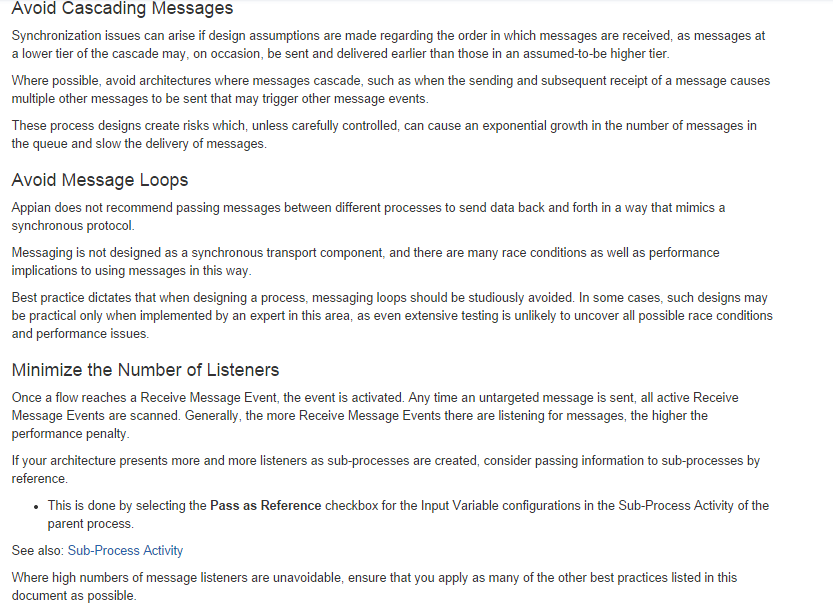 Avoid Cascading Messages
Synchronization issues can arise if design assumptions are made regarding the order in which messages are received, as messages at
a lower tier of the cascade may, on occasion, be sent and delivered earlier than those in an assumed-to-be higher tier.
Where possible, avoid architectures where messages cascade, such as when the sending and subsequent receipt of a message causes
multiple other messages to be sent that may trigger other message events.
These process designs create risks which, unless carefully controlled, can cause an exponential growth in the number of messages in
the queue and slow the delivery of messages.
Avoid Message Loops
Appian does not recommend passing messages between different processes to send data back and forth in a way that mimics a
synchronous protocol.
Messaging is not designed as a synchronous transport component, and there are many race conditions as well as performance
implications to using messages in this way.
Best practice dictates that when designing a process, messaging loops should be studiously avoided. In some cases, such designs may
be practical only when implemented by an expert in this area, as even extensive testing is unlikely to uncover all possible race conditions
and performance issues.
Minimize the Number of Listeners
Once a flow reaches a Receive Message Event, the event is activated. Any time an untargeted message is sent, all active Receive
Message Events are scanned. Generally, the more Receive Message Events there are listening for messages, the higher the
performance penalty.
If your architecture presents more and more listeners as sub-processes are created, consider passing information to sub-processes by
reference.
• This is done by selecting the Pass as Reference checkbox for the Input Variable configurations in the Sub-Process Activity of the
parent process.
See also: Sub-Process Activity
Where high numbers of message listeners are unavoidable, ensure that you apply as many of the other best practices listed in this
document as possible.